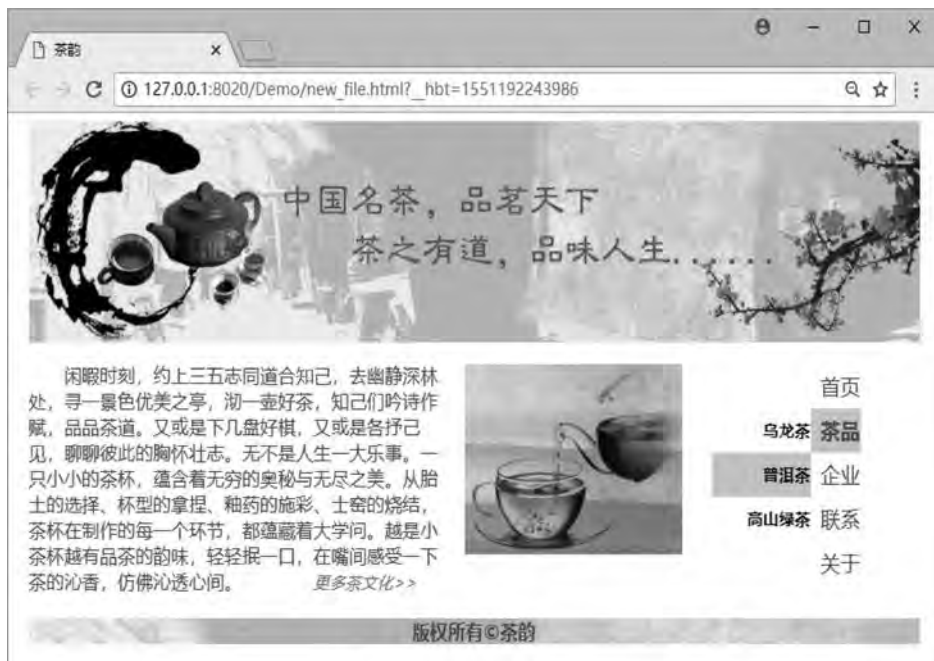 茶韵
127.0.0.1:8020/Demo/new_file.html?__hbt=1551192243986
中国名茶，品茗天下
茶之有道，品味人生......
闲暇时刻，约上三五志同道合知己，去幽静深林
处，寻一景色优美之亭，沏一壶好茶，知己们吟诗作
赋，品品茶道。又或是下几盘好棋，又或是各抒己
见，聊聊彼此的胸怀壮志。无不是人生一大乐事。一
只小小的茶杯，蕴含着无穷的奥秘与无尽之美。从胎
土的选择、杯型的拿捏、釉药的施彩、士窑的烧结，
茶杯在制作的每一个环节，都蕴藏着大学问。越是小
茶杯越有品茶的韵味，轻轻抿一口，在嘴间感受一下
茶的沁香，仿佛沁透心间。 更多茶文化>>
首页
乌龙茶 茶品
普洱茶 企业
高山绿茶 联系
关于
版权所有©茶韵